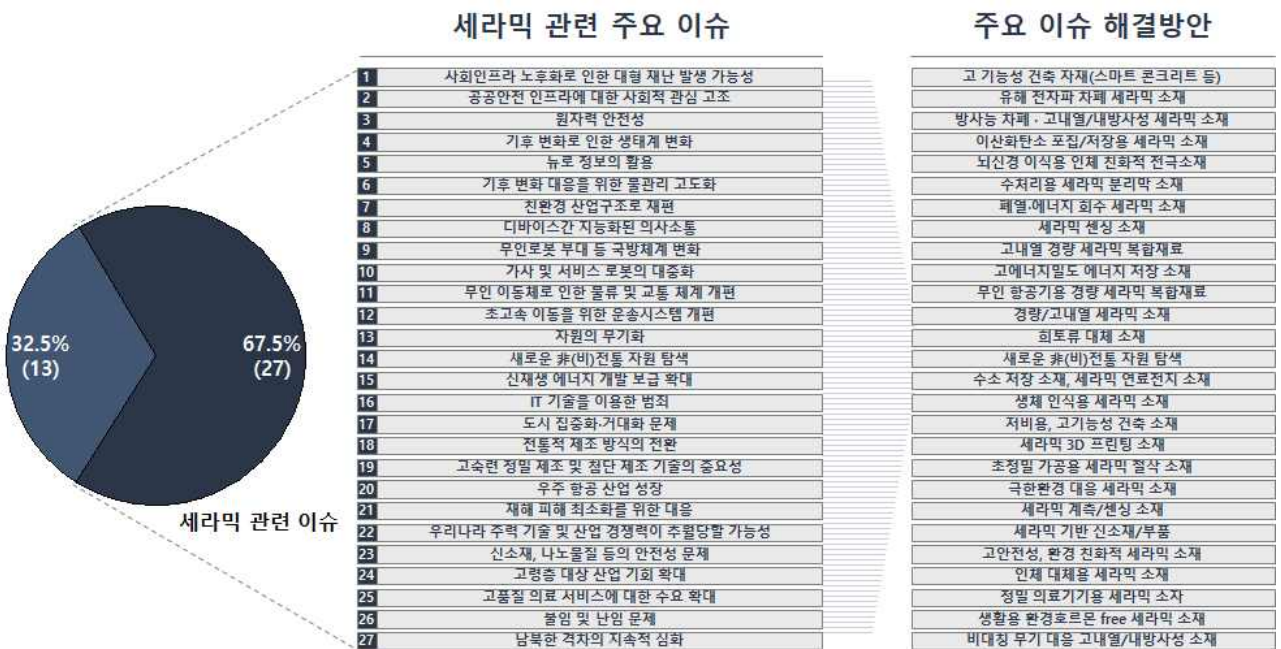 세라믹 관련 주요 이슈
주요 이슈 해결방안
1 사회인프라 노후화로 인한 대형 재난 발생 가능성
고 기능성 건축 자재(스마트 콘크리트 등)
2 공공안전 인프라에 대한 사회적 관심 고조
유해 전자파 차폐 세라믹 소재
3 원자력 안전성
방사능 차폐·고내열/내방사성 세라믹 소재
4 기후 변화로 인한 생태계 변화
이산화탄소 포집/저장용 세라믹 소재
5 뉴로 정보의 활용
뇌신경 이식용 인체 친화적 전극소재
6 기후 변화 대응을 위한 물관리 고도화
수처리용 세라믹 분리막 소재
7 친환경 산업구조로 재편
폐열·에너지 회수 세라믹 소재
8 디바이스간 지능화된 의사소통
세라믹 센싱 소재
9 무인로봇 부대 등 국방체계 변화
고내열 경량 세라믹 복합재료
10 가사 및 서비스 로봇의 대중화
고에너지밀도 에너지 저장 소재
11 무인 이동체로 인한 물류 및 교통 체계 개편
무인 항공기용 경량 세라믹 복합재료
12 초고속 이동을 위한 운송시스템 개편
경량/고내열 세라믹 소재
13 자원의 무기화
희토류 대체 소재
14 새로운 非(비)전통 자원 탐색
새로운 非(비)전통 자원 탐색
15 신재생 에너지 개발 보급 확대
수소 저장 소재, 세라믹 연료전지 소재
16 IT 기술을 이용한 범죄
생체 인식용 세라믹 소재
17 도시 집중화·거대화 문제
저비용, 고기능성 건축 소재
18 전통적 제조 방식의 전환
세라믹 3D 프린팅 소재
19 고숙련 정밀 제조 및 첨단 제조 기술의 중요성
초정밀 가공용 세라믹 절삭 소재
20 우주 항공 산업 성장
극한환경 대응 세라믹 소재
21 재해 피해 최소화를 위한 대응
세라믹 계측/센싱 소재
22 우리나라 주력 기술 및 산업 경쟁력이 추월당할 가능성
세라믹 기반 신소재/부품
23 신소재, 나노물질 등의 안전성 문제
고안전성, 환경 친화적 세라믹 소재
24 고령층 대상 산업 기회 확대
인체 대체용 세라믹 소재
25 고품질 의료 서비스에 대한 수요 확대
정밀 의료기기용 세라믹 소자
26 불임 및 난임 문제
생활용 환경호르몬 free 세라믹 소재
27 남북한 격차의 지속적 심화
비대칭 무기 대응 고내열/내방사성 소재
32.5%
(13)
67.5%
(27)
세라믹 관련 이슈